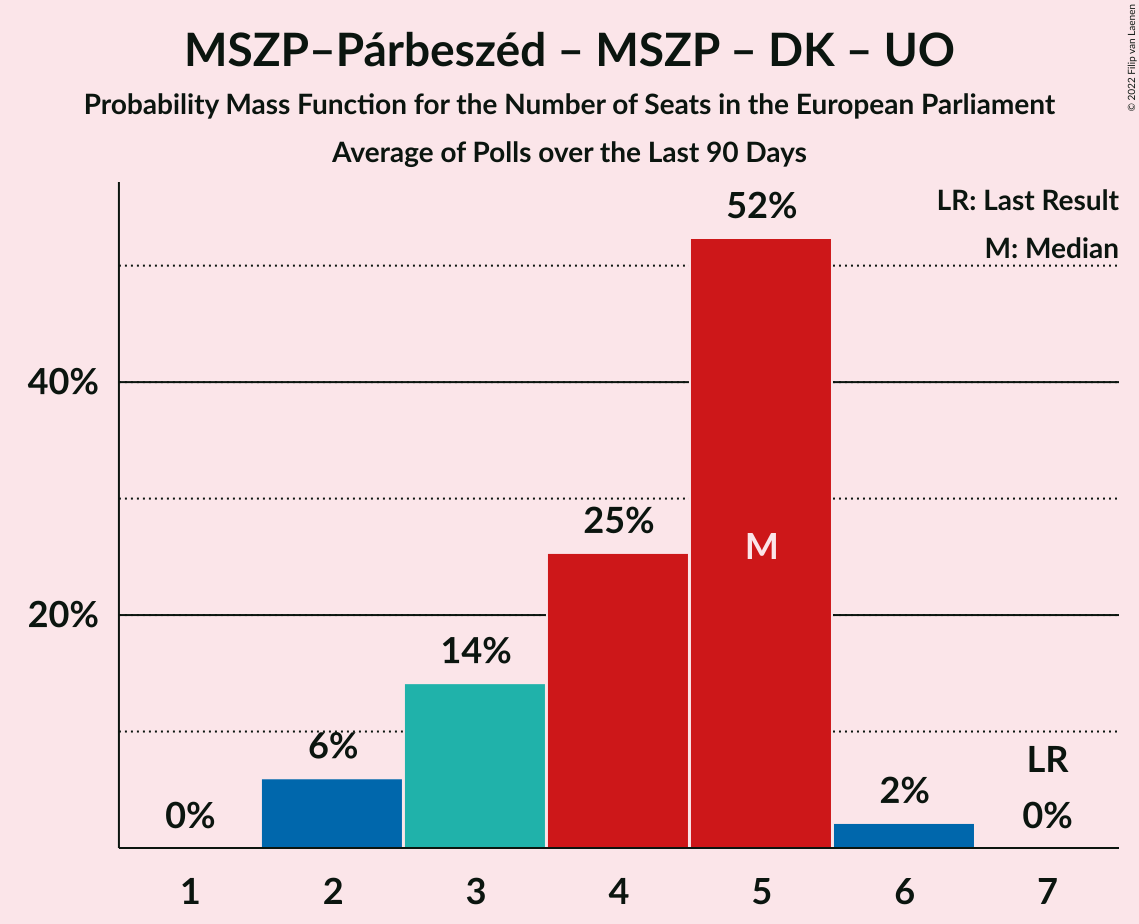 MSZP–Párbeszéd – MSZP – DK – UO
Probability Mass Function for the Number of Seats in the European Parliament
Average of Polls over the Last 90 Days
© 2022 Filip van Laenen
LR: Last Result
M: Median
52%
40%
25%
M
20%
14%
6%
LR
2%
0%
0%
1 2 3 4 5 6 7